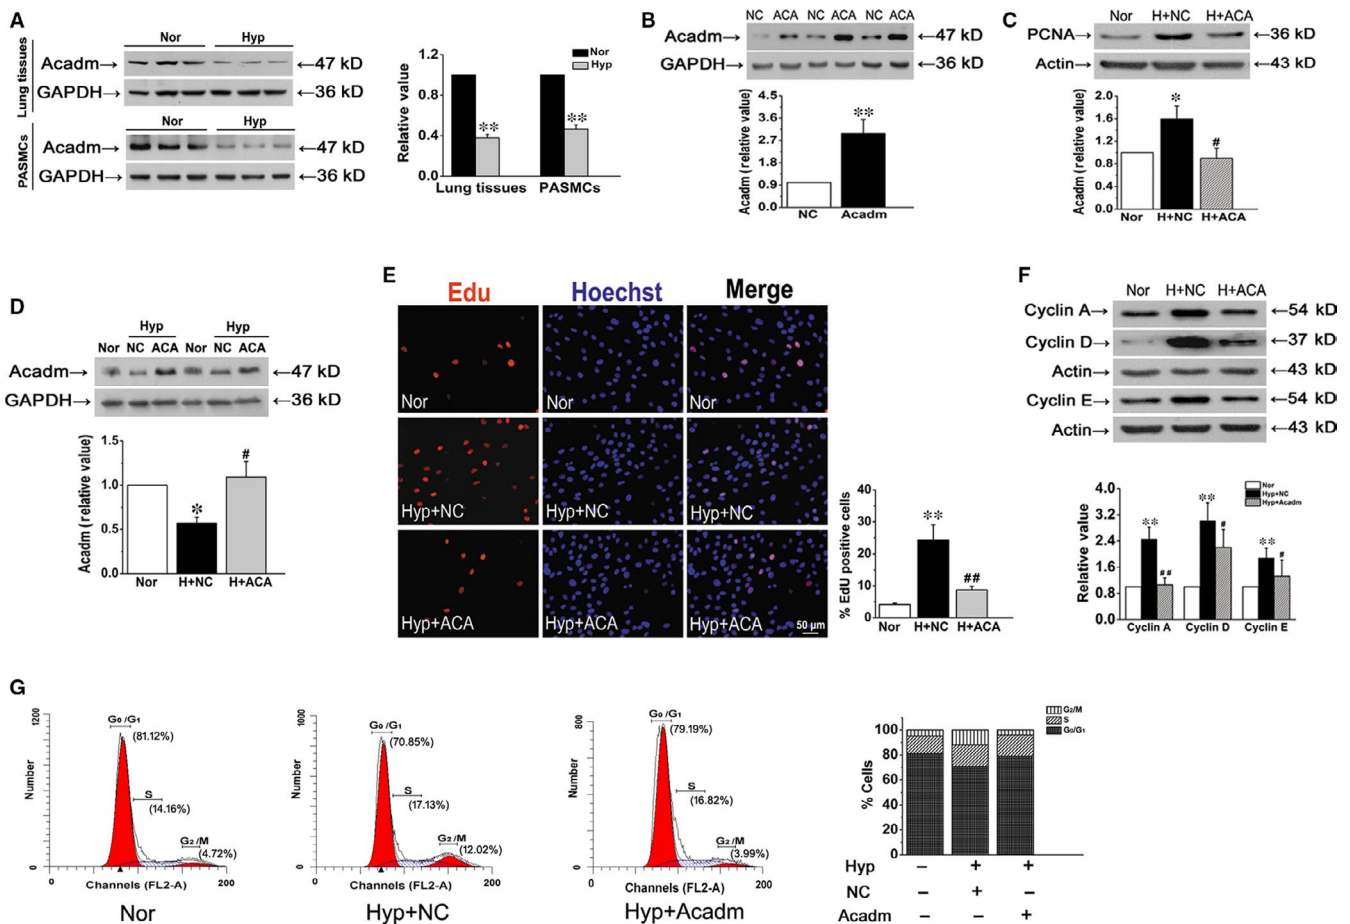 A
Nor Hyp
Lung tissues
Acadm→ ←47 kD
GAPDH→ ←36 kD
Nor Hyp
PASMCs
Acadm→ ←47 kD
GAPDH→ ←36 kD
Relative value
1.2
0.8
0.4
0.0
Nor
Hyp
** **
Lung tissues PASMCs
B
NC ACA NC ACA NC ACA
Acadm→ ←47 kD
GAPDH→ ←36 kD
Acadm (relative value)
4.5
3.6
2.7
1.8
0.9
0.0
**
NC Acadm
C
Nor H+NC H+ACA
PCNA→ ←36 kD
Actin→ ←43 kD
Acadm (relative value)
2.0
1.6
1.2
0.8
0.4
0.0
*
#
Nor H+NC H+ACA
D
Hyp Hyp
Nor NC ACA Nor NC ACA
Acadm→ ←47 kD
GAPDH→ ←36 kD
Acadm (relative value)
1.5
1.0
0.5
0.0
*
#
Nor H+NC H+ACA
E
Edu Hoechst Merge
Nor Nor Nor
Hyp+NC Hyp+NC Hyp+NC
Hyp+ACA Hyp+ACA Hyp+ACA
50 µm
% EdU positive cells
40
30
20
10
0
**
##
Nor H+NC H+ACA
F
Nor H+NC H+ACA
Cyclin A→ ←54 kD
Cyclin D→ ←37 kD
Actin→ ←43 kD
Cyclin E→ ←54 kD
Actin→ ←43 kD
Relative value
4.0
3.2
2.4
1.6
0.8
0.0
Nor
Hyp+NC
Hyp+Acadm
** ** **
## # #
Cyclin A Cyclin D Cyclin E
G
1200
Number
0
G0/G1
(81.12%)
S
(14.16%)
G2/M
(4.72%)
0 200
Channels (FL2-A)
Nor
1000
Number
0
G0/G1
(70.85%)
S
(17.13%)
G2/M
(12.02%)
0 200
Channels (FL2-A)
Hyp+NC
800
Number
0
G0/G1
(79.19%)
S
(16.82%)
G2/M
(3.99%)
0 200
Channels (FL2-A)
Hyp+Acadm
% Cells
100
80
60
40
20
0
G2/M
S
G0/G1
Hyp – + +
NC – + –
Acadm – – +